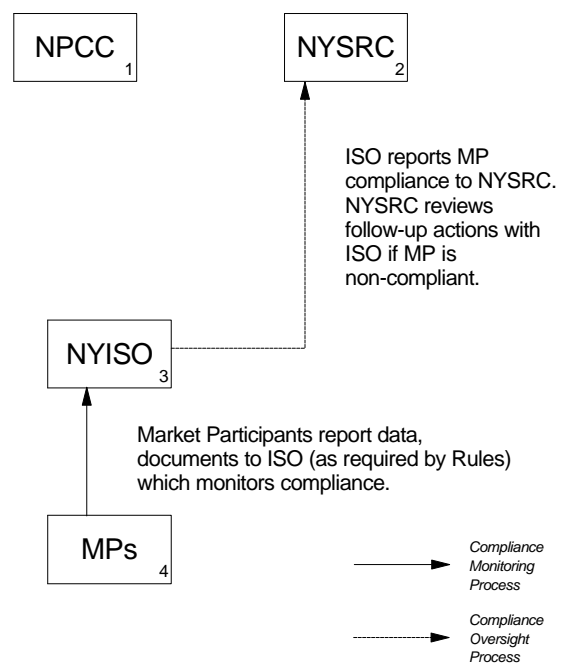 NPCC
1
NYSRC
2
ISO reports MP
compliance to NYSRC.
NYSRC reviews
follow-up actions with
ISO if MP is
non-compliant.
NYISO
3
Market Participants report data,
documents to ISO (as required by Rules)
which monitors compliance.
MPs
4
Compliance
Monitoring
Process
Compliance
Oversight
Process